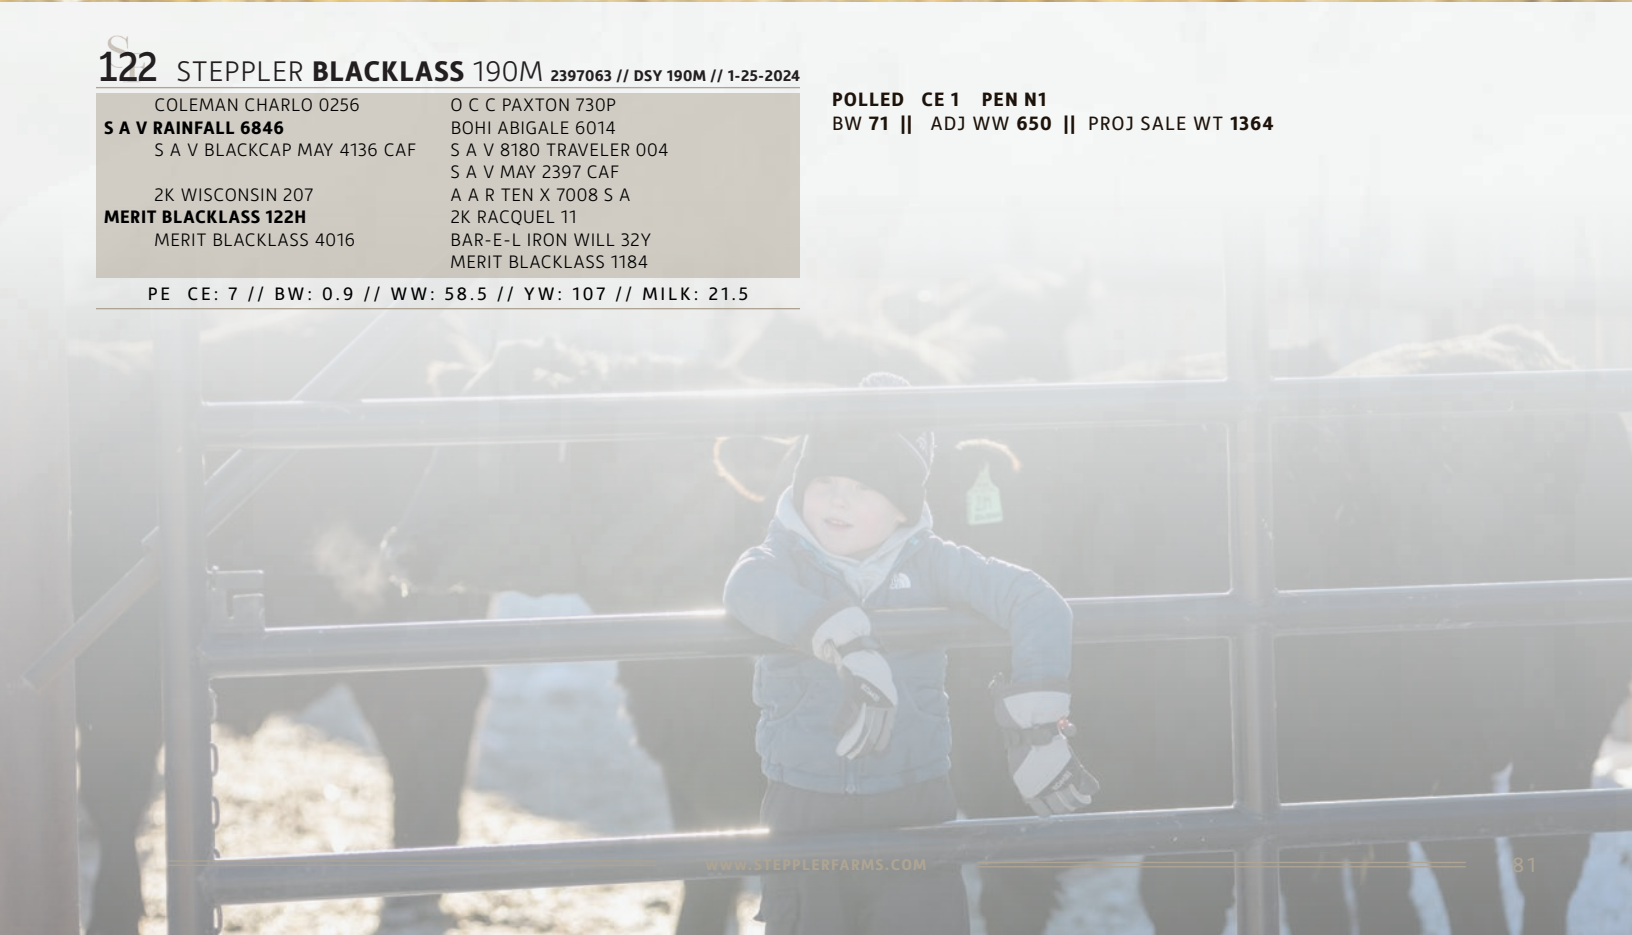 122 STEPPLER BLACKLASS 190M 2397063 // DSY 190M // 1-25-2024
COLEMAN CHARLO 0256
S A V RAINFALL 6846
S A V BLACKCAP MAY 4136 CAF
2K WISCONSIN 207
MERIT BLACKLASS 122H
MERIT BLACKLASS 4016
O C C PAXTON 730P
BOHI ABIGALE 6014
S A V 8180 TRAVELER 004
S A V MAY 2397 CAF
A A R TEN X 7008 S A
2K RACQUEL 11
BAR-E-L IRON WILL 32Y
MERIT BLACKLASS 1184
PE CE: 7 // BW: 0.9 // WW: 58.5 // YW: 107 // MILK: 21.5
POLLED CE 1 PEN N1
BW 71 || ADJ WW 650 || PROJ SALE WT 1364
WWW.STEPPLERFARMS.COM
81